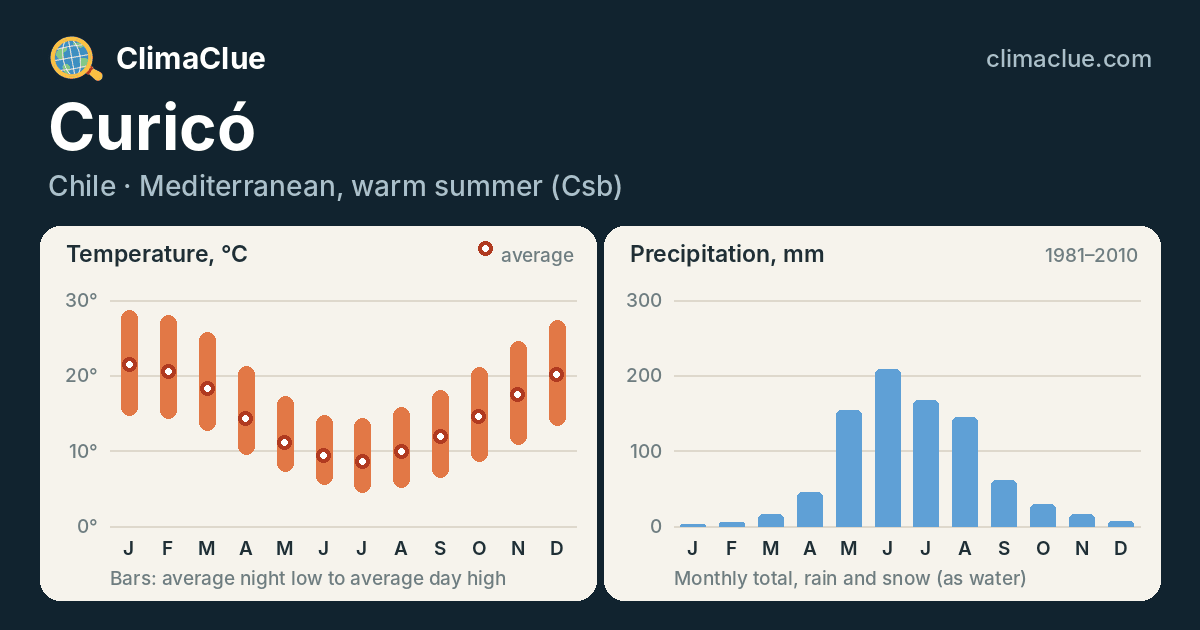 ClimaClue
climaclue.com
Curicó
Chile · Mediterranean, warm summer (Csb)
Temperature, °C
average
30°
20°
10°
0°
J F M A M J J A S O N D
Bars: average night low to average day high
Precipitation, mm
1981–2010
300
200
100
0
J F M A M J J A S O N D
Monthly total, rain and snow (as water)